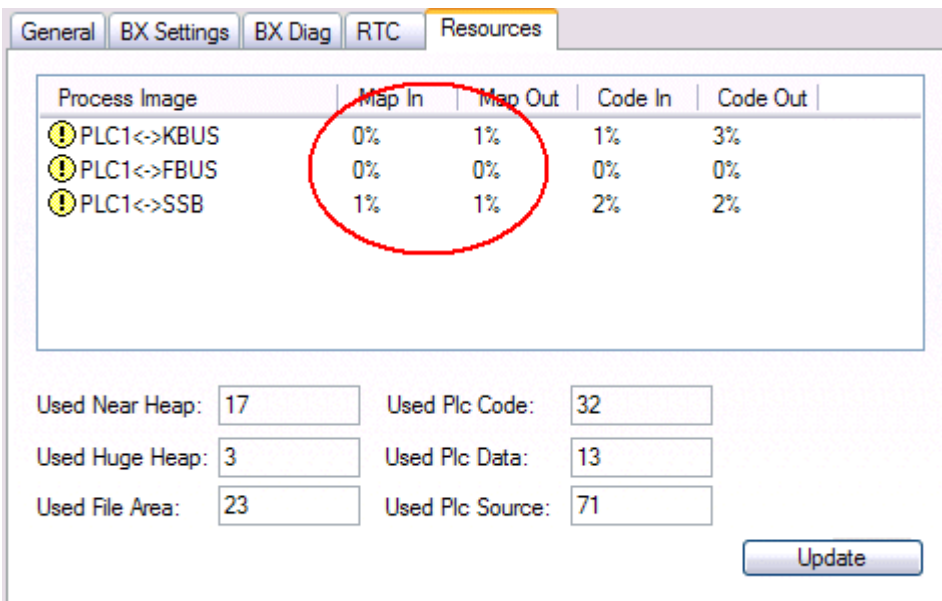 General BX Settings BX Diag RTC Resources
Process Image Map In Map Out Code In Code Out
PLC1<->KBUS 0% 1% 1% 3%
PLC1<->FBUS 0% 0% 0% 0%
PLC1<->SSB 1% 1% 2% 2%
Used Near Heap: 17 Used Plc Code: 32
Used Huge Heap: 3 Used Plc Data: 13
Used File Area: 23 Used Plc Source: 71
Update